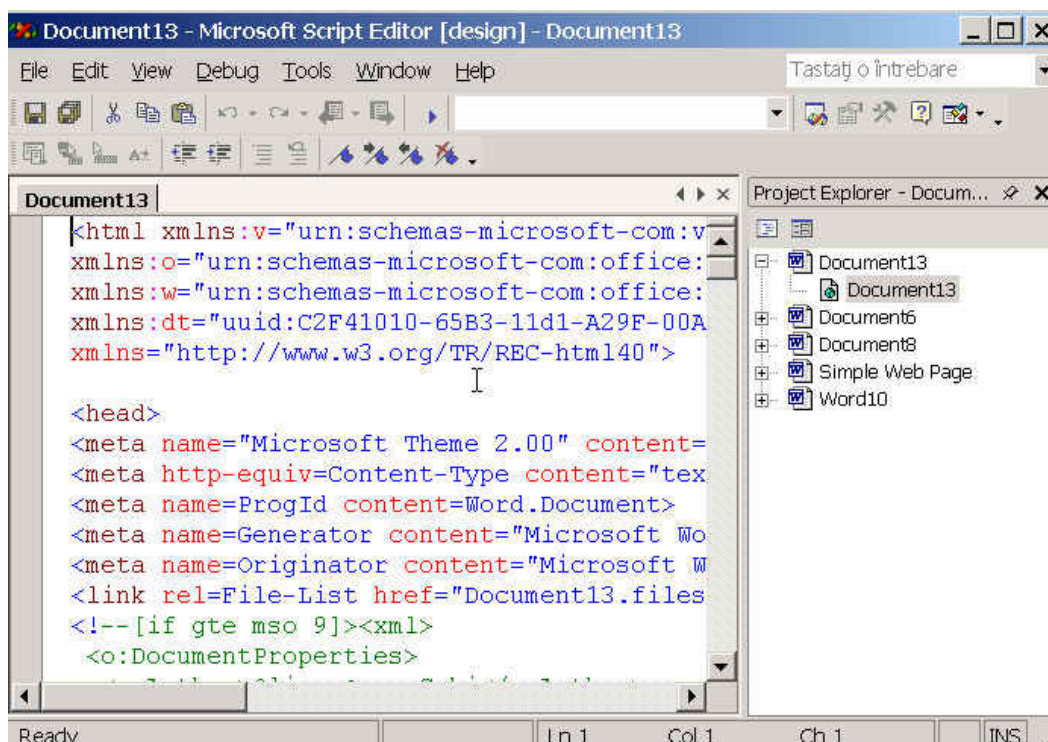 Document13 - Microsoft Script Editor [design] - Document13
File Edit View Debug Tools Window Help
Tastaţi o întrebare
Document13
<html xmlns:v="urn:schemas-microsoft-com:v
xmlns:o="urn:schemas-microsoft-com:office:
xmlns:w="urn:schemas-microsoft-com:office:
xmlns:dt="uuid:C2F41010-65B3-11d1-A29F-00A
xmlns="http://www.w3.org/TR/REC-html40">
<head>
<meta name="Microsoft Theme 2.00" content=
<meta http-equiv=Content-Type content="tex
<meta name=ProgId content=Word.Document>
<meta name=Generator content="Microsoft Wo
<meta name=Originator content="Microsoft W
<link rel=File-List href="Document13.files
<!--[if gte mso 9]><xml>
<o:DocumentProperties>
Project Explorer - Docum...
Document13
Document13
Document6
Document8
Simple Web Page
Word10
Ready Ln 1 Col 1 Ch 1 INS